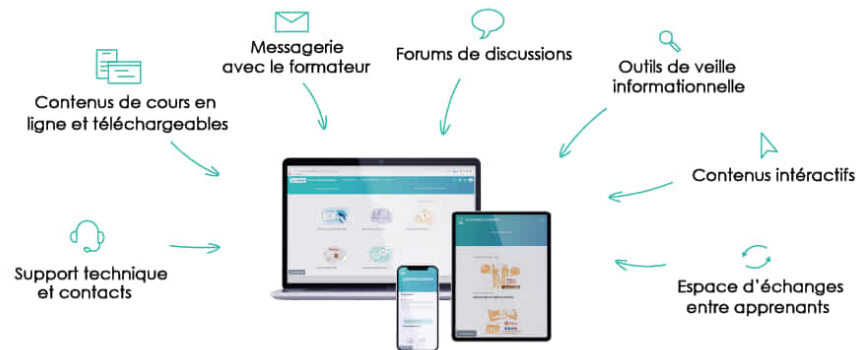 Messagerie
avec le formateur
Forums de discussions
Outils de veille
informationnelle
Contenus de cours en
ligne et téléchargeables
Contenus intéractifs
Support technique
et contacts
Espace d'échanges
entre apprenants